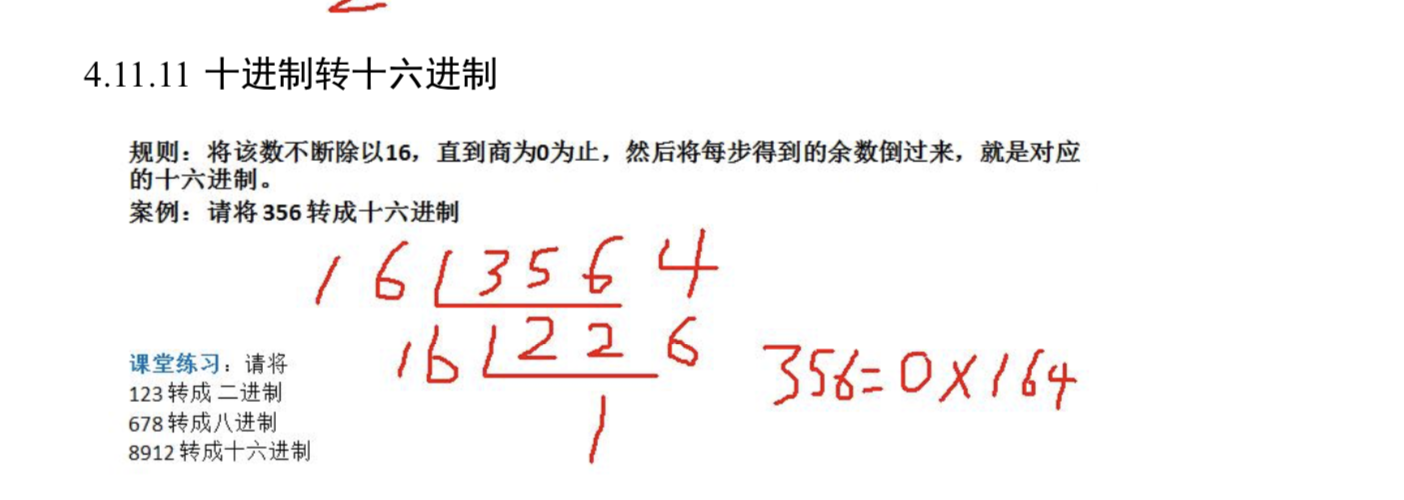 4.11.11 十进制转十六进制
规则：将该数不断除以16，直到商为0为止，然后将每步得到的余数倒过来，就是对应
的十六进制。
案例：请将 356 转成十六进制
16 356 4
16 22 6
1
356=0x164
课堂练习：请将
123 转成 二进制
678 转成八进制
8912 转成十六进制